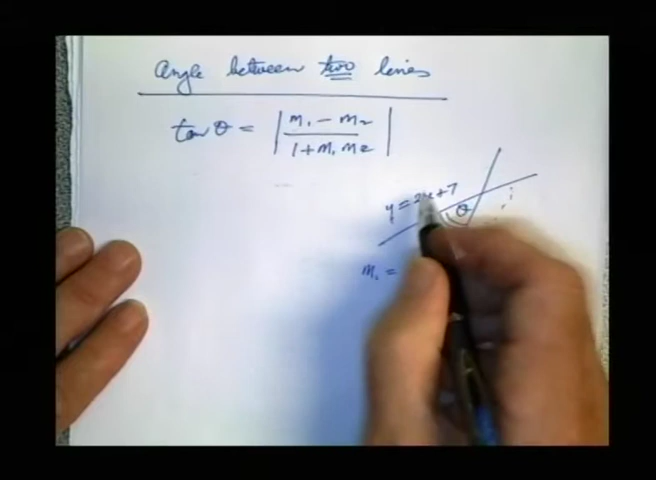 Angle between two lines
tan θ = | m₁ - m₂ / 1 + m₁ m₂ |
y = 2x + 7
θ
m₁ =